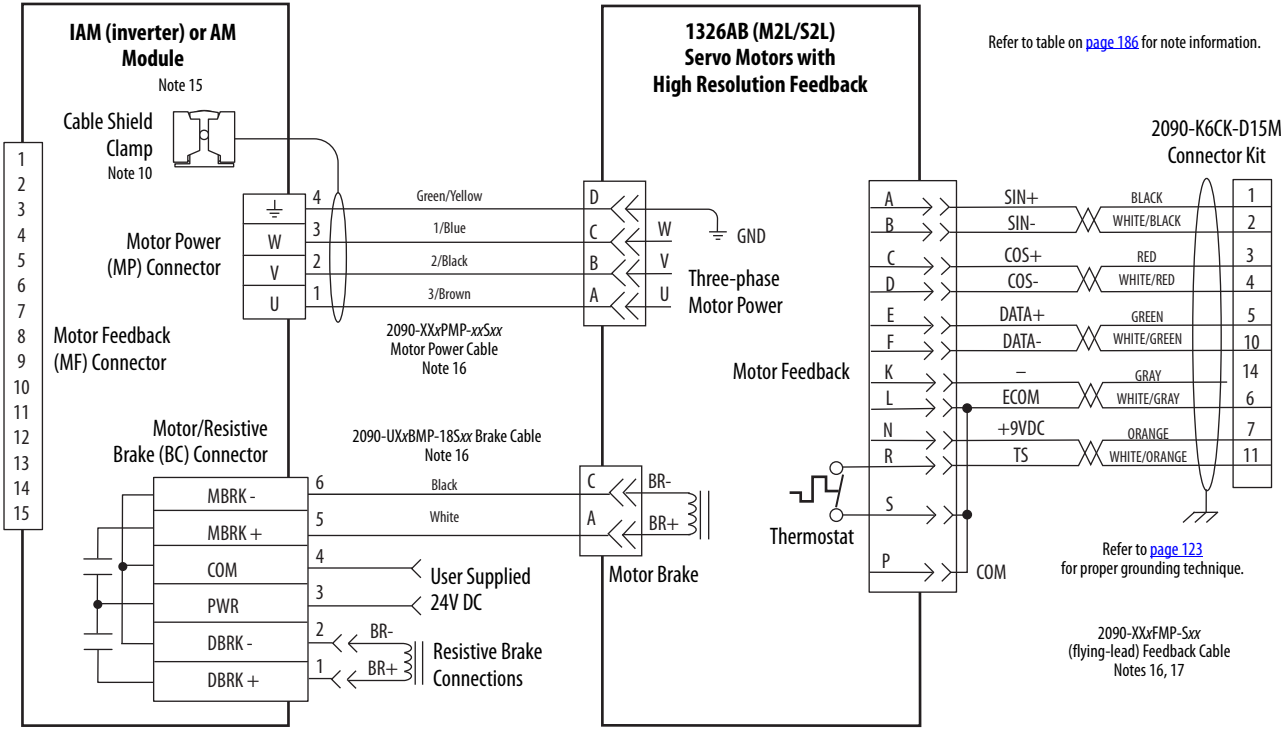 IAM (inverter) or AM
Module
Note 15
Cable Shield
Clamp
Note 10
1
2
3
4
5
6
7
8
9
10
11
12
13
14
15
Motor Feedback
(MF) Connector
Motor Power
(MP) Connector
W
V
U
4
3
2
1
Green/Yellow
1/Blue
2/Black
3/Brown
2090-XXxPMP-xxSxx
Motor Power Cable
Note 16
D
C
B
A
W
V
U
GND
Three-phase
Motor Power
Motor/Resistive
Brake (BC) Connector
MBRK -
MBRK +
COM
PWR
DBRK -
DBRK +
6
5
4
3
2
1
2090-UXxBMP-18Sxx Brake Cable
Note 16
Black
White
User Supplied
24V DC
BR-
BR+
Resistive Brake
Connections
C
A
BR-
BR+
Motor Brake
1326AB (M2L/S2L)
Servo Motors with
High Resolution Feedback
Motor Feedback
Thermostat
A
B
C
D
E
F
K
L
N
R
S
P
COM
SIN+
SIN-
COS+
COS-
DATA+
DATA-
–
ECOM
+9VDC
TS
BLACK
WHITE/BLACK
RED
WHITE/RED
GREEN
WHITE/GREEN
GRAY
WHITE/GRAY
ORANGE
WHITE/ORANGE
Refer to table on page 186 for note information.
2090-K6CK-D15M
Connector Kit
1
2
3
4
5
10
14
6
7
11
Refer to page 123
for proper grounding technique.
2090-XXxFMP-Sxx
(flying-lead) Feedback Cable
Notes 16, 17